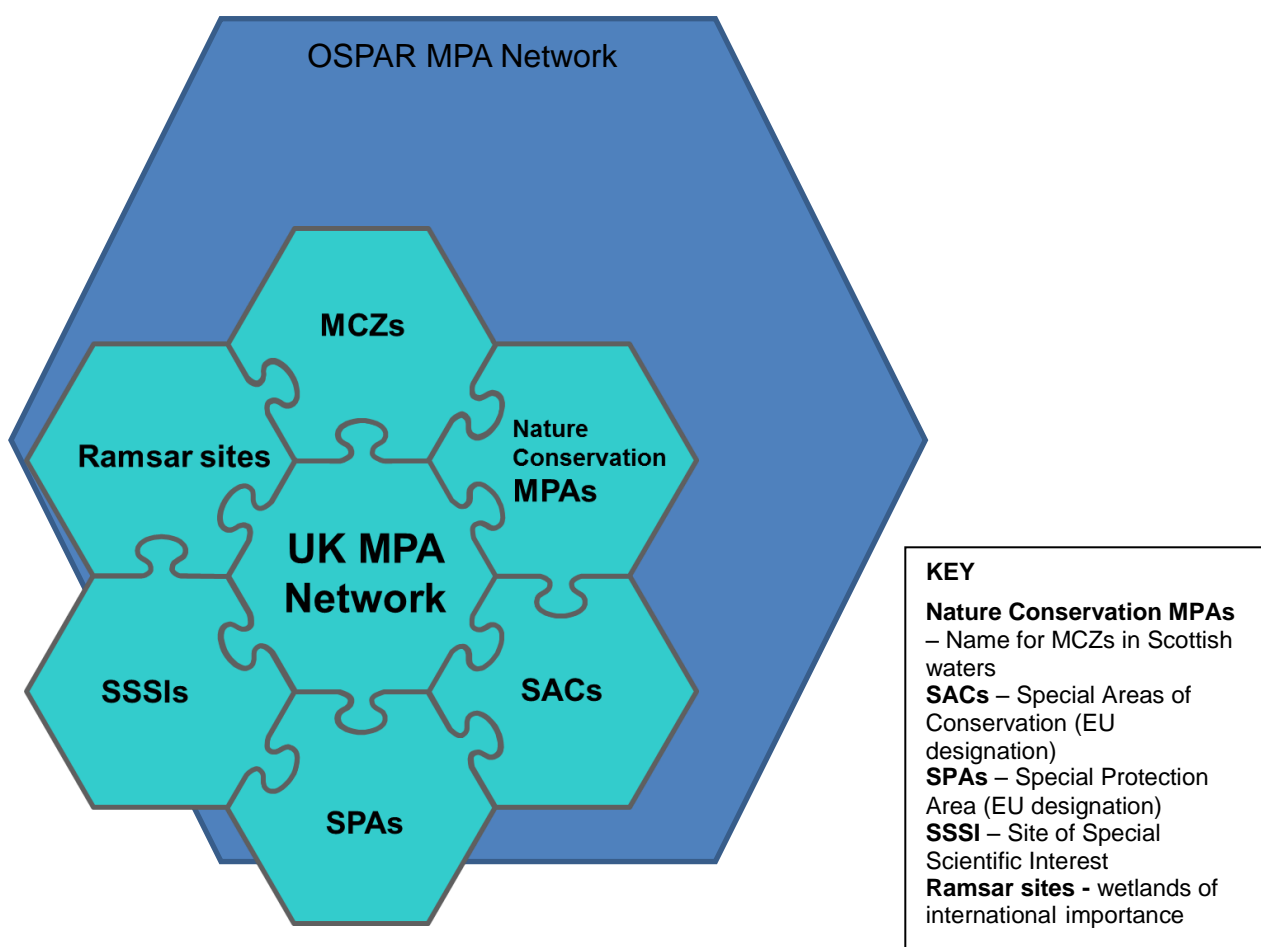 OSPAR MPA Network
MCZs
Ramsar sites
Nature
Conservation
MPAs
UK MPA
Network
SSSIs
SACs
SPAs
KEY
Nature Conservation MPAs
– Name for MCZs in Scottish
waters
SACs – Special Areas of
Conservation (EU
designation)
SPAs – Special Protection
Area (EU designation)
SSSI – Site of Special
Scientific Interest
Ramsar sites - wetlands of
international importance